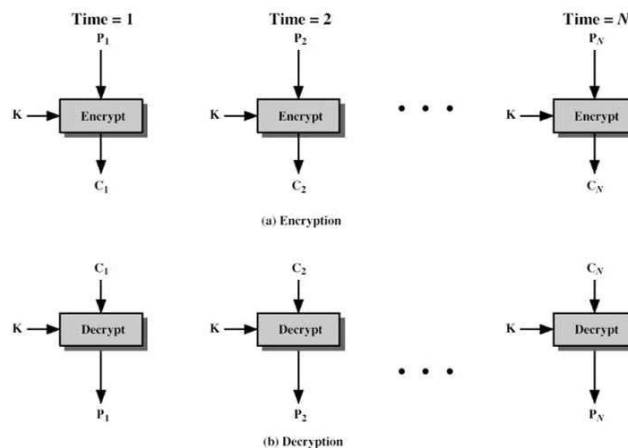 Time = 1 Time = 2 Time = N
P1 P2 PN
K Encrypt K Encrypt K Encrypt
C1 C2 CN
(a) Encryption
C1 C2 CN
K Decrypt K Decrypt K Decrypt
P1 P2 PN
(b) Decryption